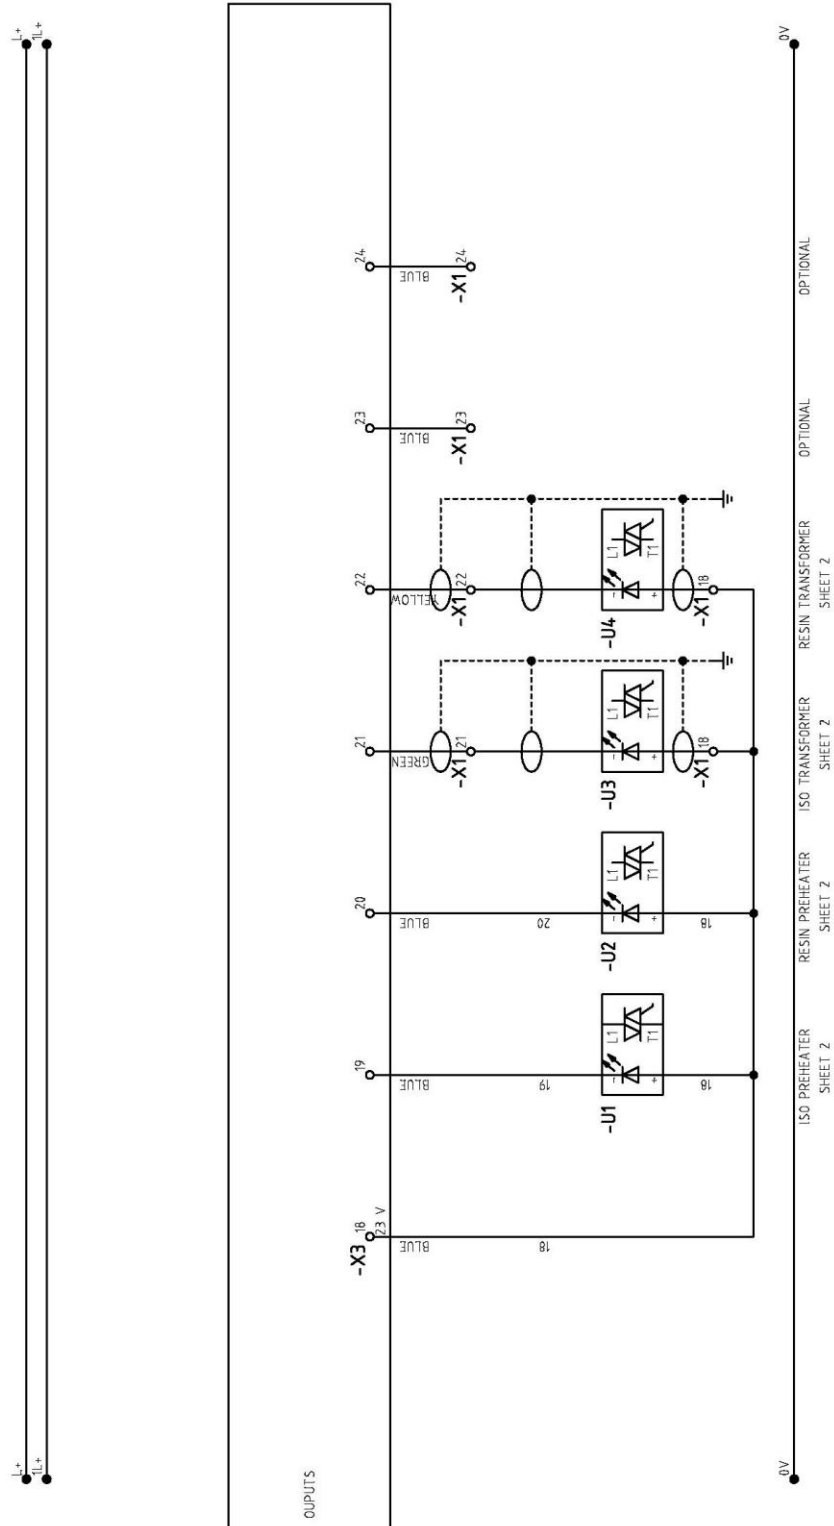 L+
L+
1L+
1L+
OUPUTS
-X3
18
19
20
21
22
23
24
23 V
BLUE
BLUE
BLUE
GREEN
YELLOW
BLUE
BLUE
-X1
21
-X1
22
-X1
23
-X1
24
18
19
20
-U1
-
+
L1
T1
-U2
-
+
L1
T1
-U3
-
+
L1
T1
-U4
-
+
L1
T1
18
18
-X1
18
-X1
18
0V
0V
ISO PREHEATER
SHEET 2
RESIN PREHEATER
SHEET 2
ISO TRANSFORMER
SHEET 2
RESIN TRANSFORMER
SHEET 2
OPTIONAL
OPTIONAL